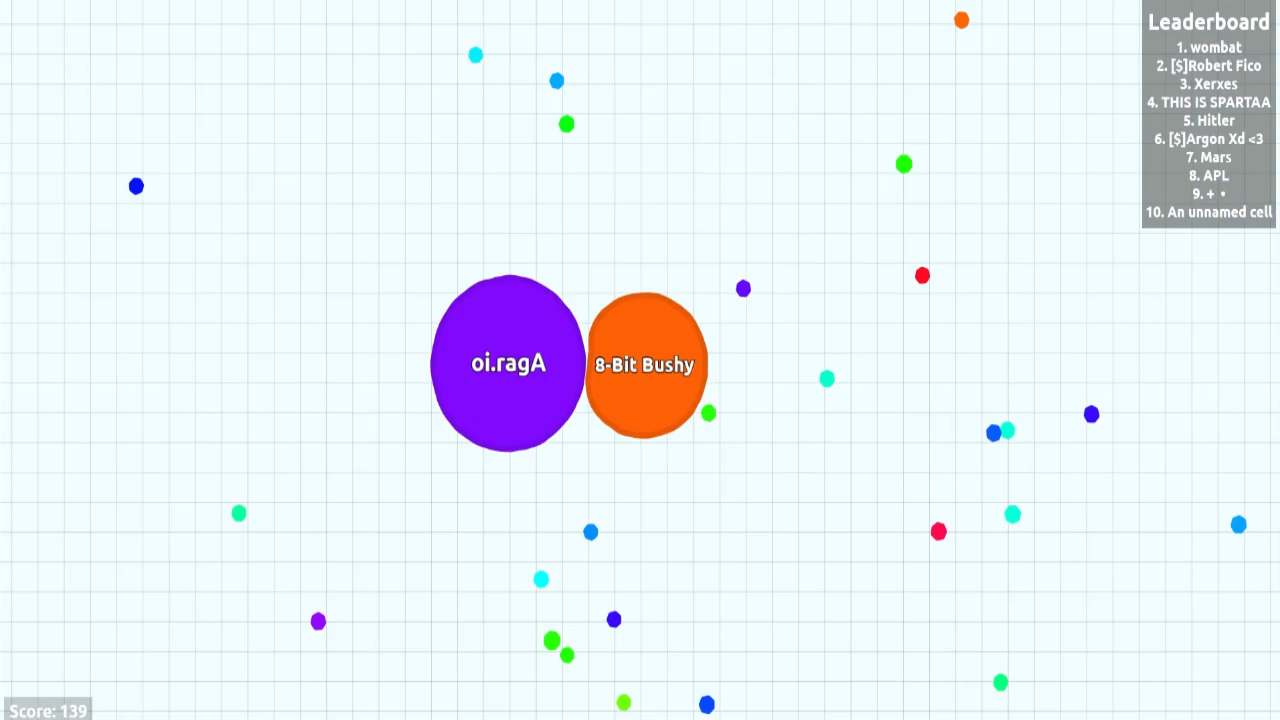 Leaderboard
1. wombat
2. [$]Robert Fico
3. Xerxes
4. THIS IS SPARTAA
5. Hitler
6. [$]Argon Xd <3
7. Mars
8. APL
9. + •
10. An unnamed cell
oi.ragA
8-Bit Bushy
Score: 139